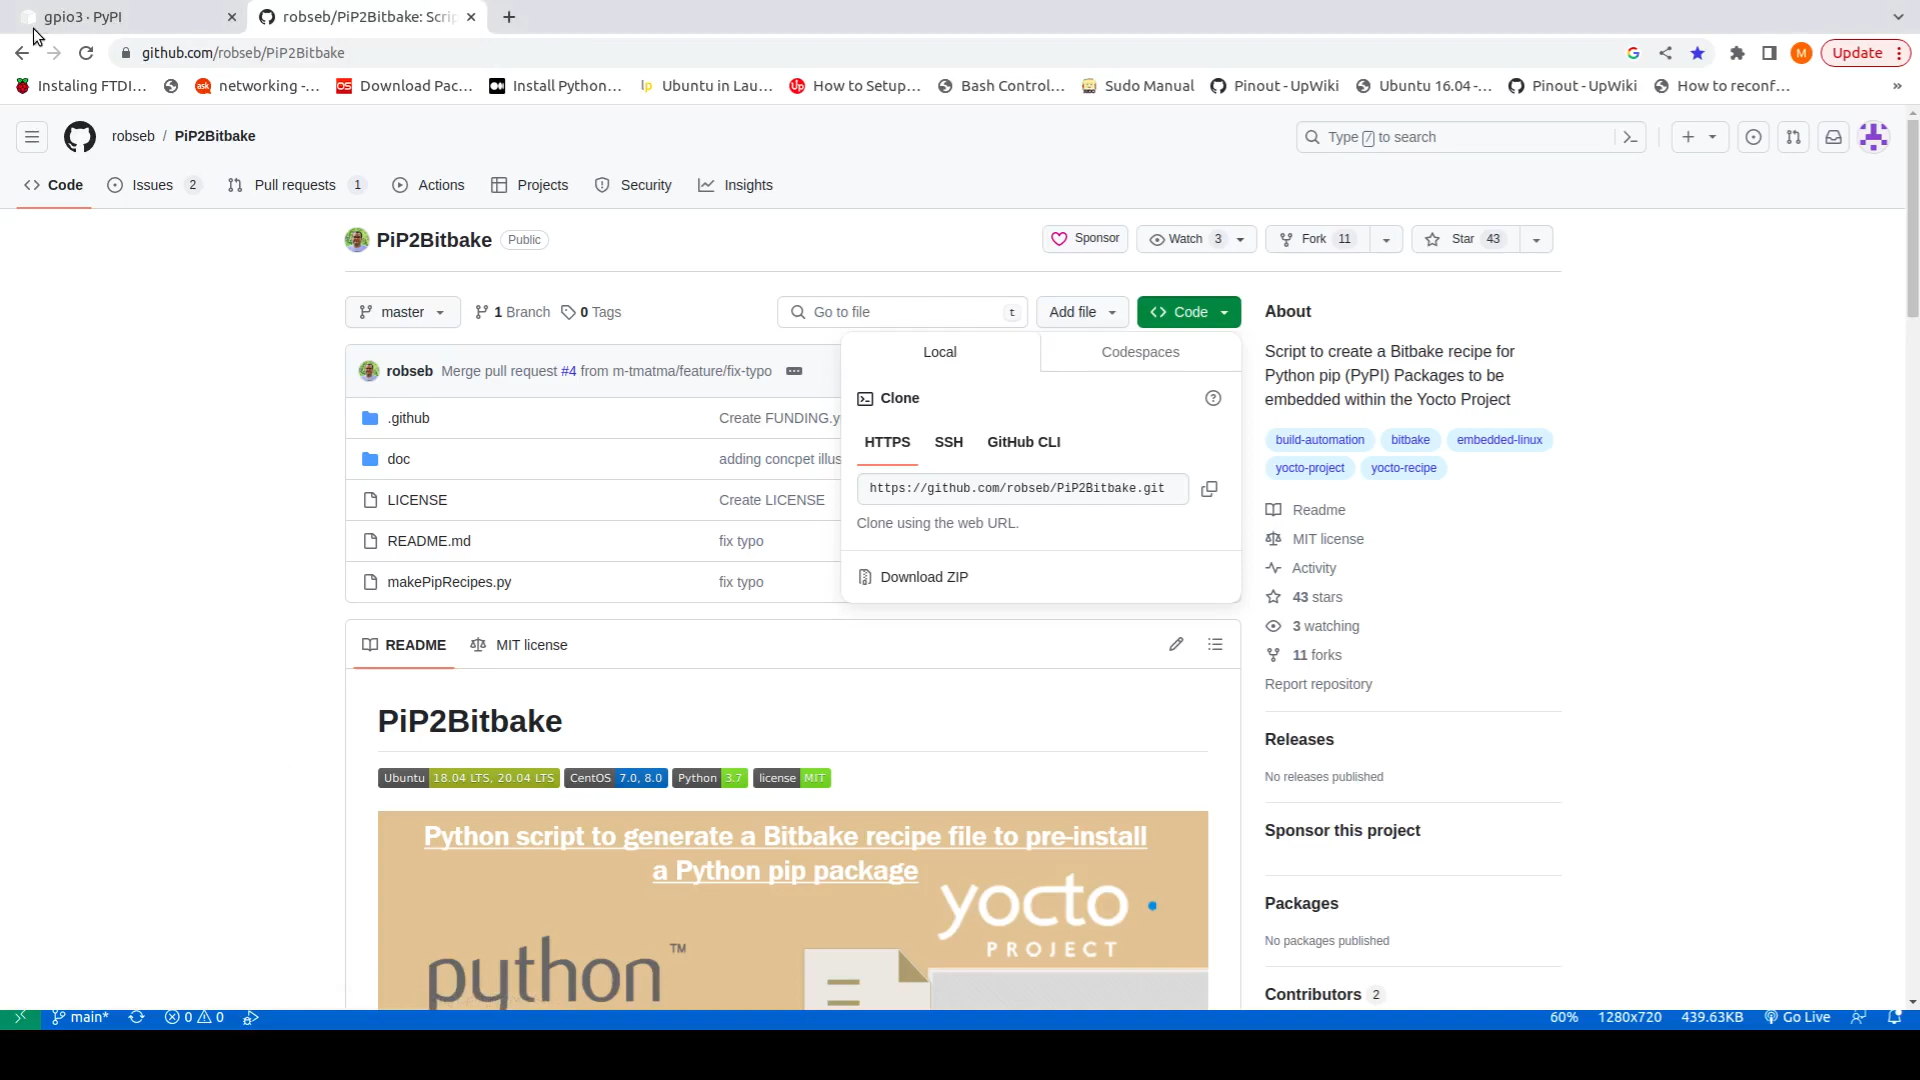 gpio3 · PyPI
robseb/PiP2Bitbake: Scrip
github.com/robseb/PiP2Bitbake
M
Update
Instaling FTDI...
networking -...
Download Pac...
Install Python...
Ubuntu in Lau...
How to Setup...
Bash Control...
Sudo Manual
Pinout - UpWiki
Ubuntu 16.04 -...
Pinout - UpWiki
How to reconf...
»
robseb / PiP2Bitbake
Type / to search
Code
Issues 2
Pull requests 1
Actions
Projects
Security
Insights
PiP2Bitbake Public
Sponsor
Watch 3
Fork 11
Star 43
master
1 Branch
0 Tags
Go to file t
Add file
Code
robseb Merge pull request #4 from m-tmatma/feature/fix-typo
.github Create FUNDING.y
doc adding concpet illus
LICENSE Create LICENSE
README.md fix typo
makePipRecipes.py fix typo
Local
Codespaces
Clone
HTTPS SSH GitHub CLI
https://github.com/robseb/PiP2Bitbake.git
Clone using the web URL.
Download ZIP
About
Script to create a Bitbake recipe for
Python pip (PyPI) Packages to be
embedded within the Yocto Project
build-automation bitbake embedded-linux
yocto-project yocto-recipe
Readme
MIT license
Activity
43 stars
3 watching
11 forks
Report repository
Releases
No releases published
Sponsor this project
Packages
No packages published
Contributors 2
README
MIT license
PiP2Bitbake
Ubuntu 18.04 LTS, 20.04 LTS CentOS 7.0, 8.0 Python 3.7 license MIT
Python script to generate a Bitbake recipe file to pre-install
a Python pip package
yocto
PROJECT
python TM
main*
0 0
60%
1280x720
439.63KB
Go Live